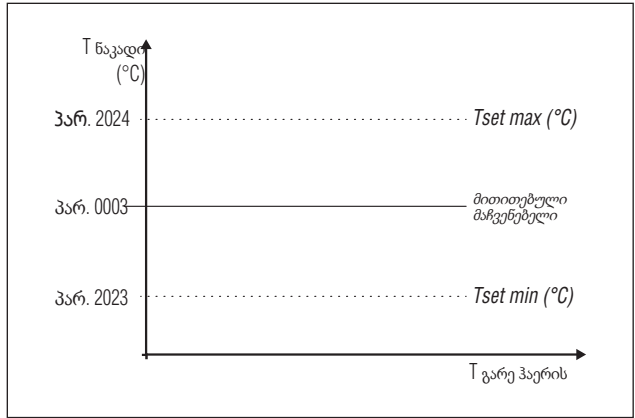 T ნაკადი
(°C)
პარ. 2024
Tset max (°C)
პარ. 0003
მითითებული
მაჩვენებელი
პარ. 2023
Tset min (°C)
T გარე ჰაერის